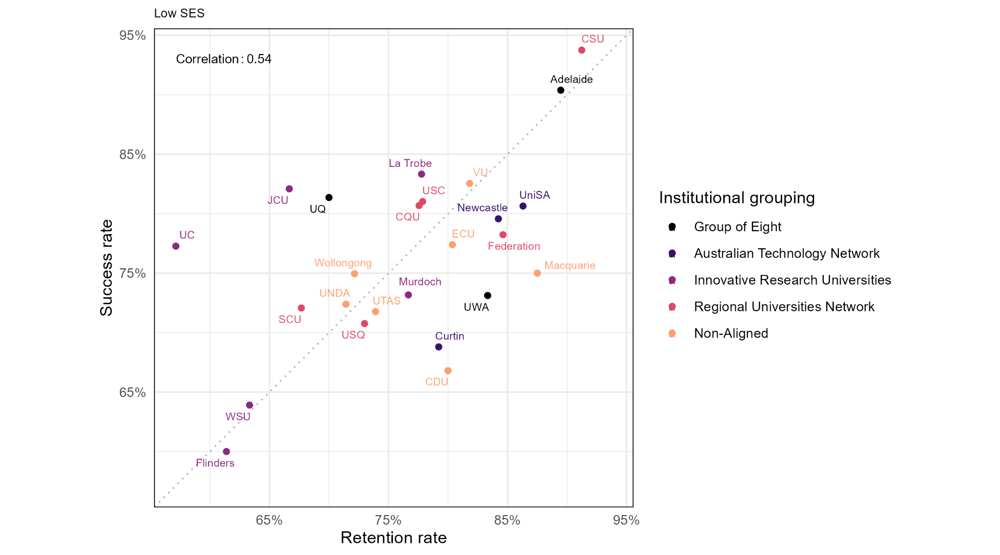 Low SES
95%
CSU
Correlation: 0.54
Adelaide
85%
La Trobe
VU
USC
UniSA
JCU
Newcastle
UQ
CQU
UC
ECU
Federation
Wollongong
Macquarie
75%
Murdoch
UNDA
UTAS
UWA
SCU
USQ
Curtin
CDU
65%
WSU
Flinders
Success rate
65% 75% 85% 95%
Retention rate
Institutional grouping
Group of Eight
Australian Technology Network
Innovative Research Universities
Regional Universities Network
Non-Aligned